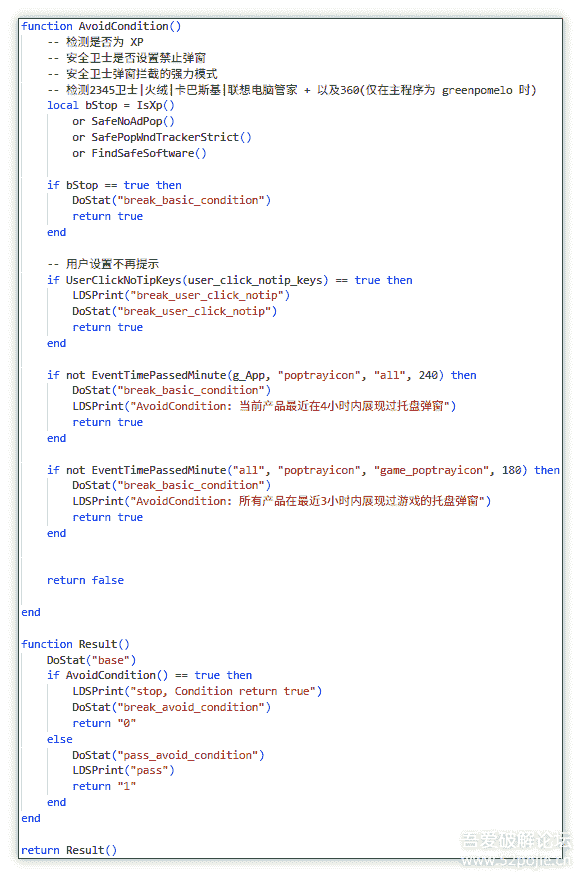 function AvoidCondition()
-- 检测是否为 XP
-- 安全卫士是否设置禁止弹窗
-- 安全卫士弹窗拦截的强力模式
-- 检测2345卫士|火绒|卡巴斯基|联想电脑管家 + 以及360(仅在主程序为 greenpomelo 时)
local bStop = IsXp()
or SafeNoAdPop()
or SafePopWndTrackerStrict()
or FindSafeSoftware()
if bStop == true then
DoStat("break_basic_condition")
return true
end
-- 用户设置不再提示
if UserClickNoTipKeys(user_click_notip_keys) == true then
LDSPrint("break_user_click_notip")
DoStat("break_user_click_notip")
return true
end
if not EventTimePassedMinute(g_App, "poptrayicon", "all", 240) then
DoStat("break_basic_condition")
LDSPrint("AvoidCondition: 当前产品最近在4小时内展现过托盘弹窗")
return true
end
if not EventTimePassedMinute("all", "poptrayicon", "game_poptrayicon", 180) then
DoStat("break_basic_condition")
LDSPrint("AvoidCondition: 所有产品在最近3小时内展现过游戏的托盘弹窗")
return true
end
return false
end
function Result()
DoStat("base")
if AvoidCondition() == true then
LDSPrint("stop, Condition return true")
DoStat("break_avoid_condition")
return "0"
else
DoStat("pass_avoid_condition")
LDSPrint("pass")
return "1"
end
end
return Result()
吾爱破解论坛
www.52pojie.cn